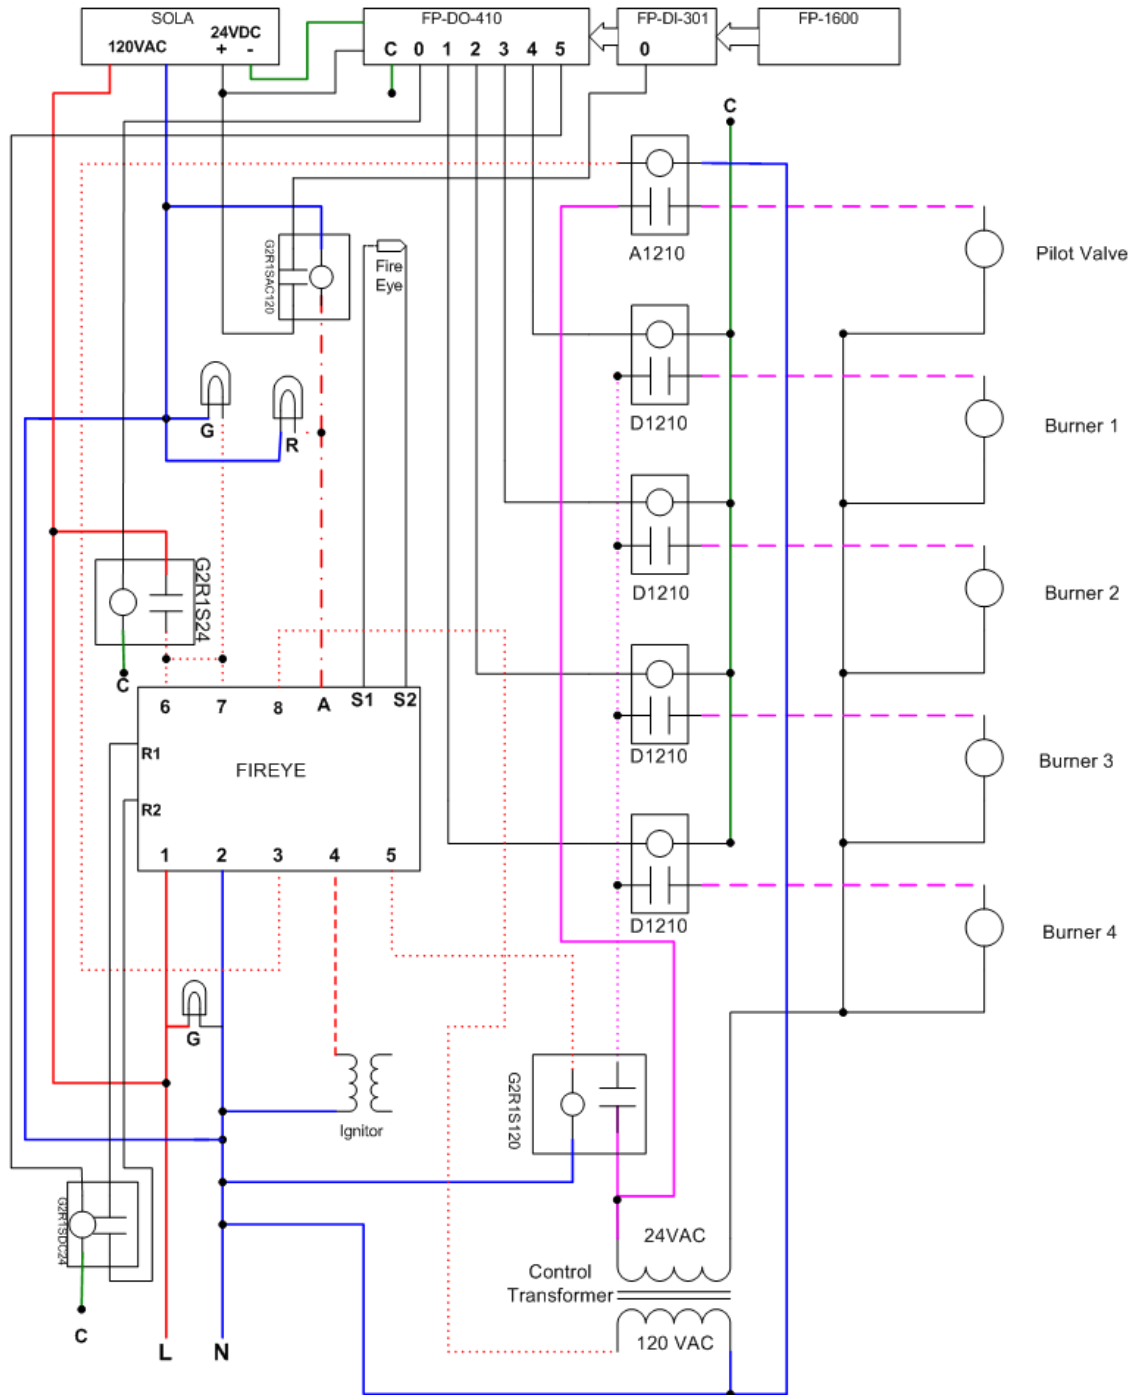 SOLA
120VAC
24VDC
+ -
FP-DO-410
C 0 1 2 3 4 5
FP-DI-301
0
FP-1600
C
A1210
Pilot Valve
G2R1SAC120
Fire
Eye
D1210
Burner 1
G
R
D1210
Burner 2
G2R1S24
C
6 7 8 A S1 S2
R1
FIREYE
R2
1 2 3 4 5
D1210
Burner 3
D1210
Burner 4
G
Ignitor
G2R1S120
G2R1SDC24
C
L N
24VAC
Control
Transformer
120 VAC